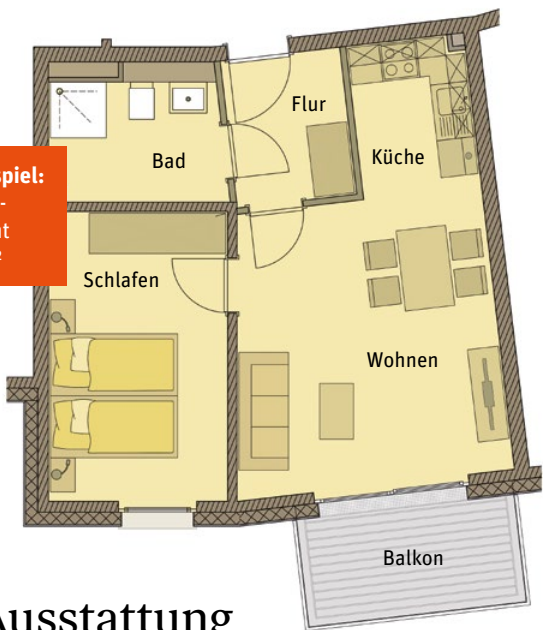 Flur
Bad
Küche
spiel:
-
Schlafen
Wohnen
Balkon
Ausstattung